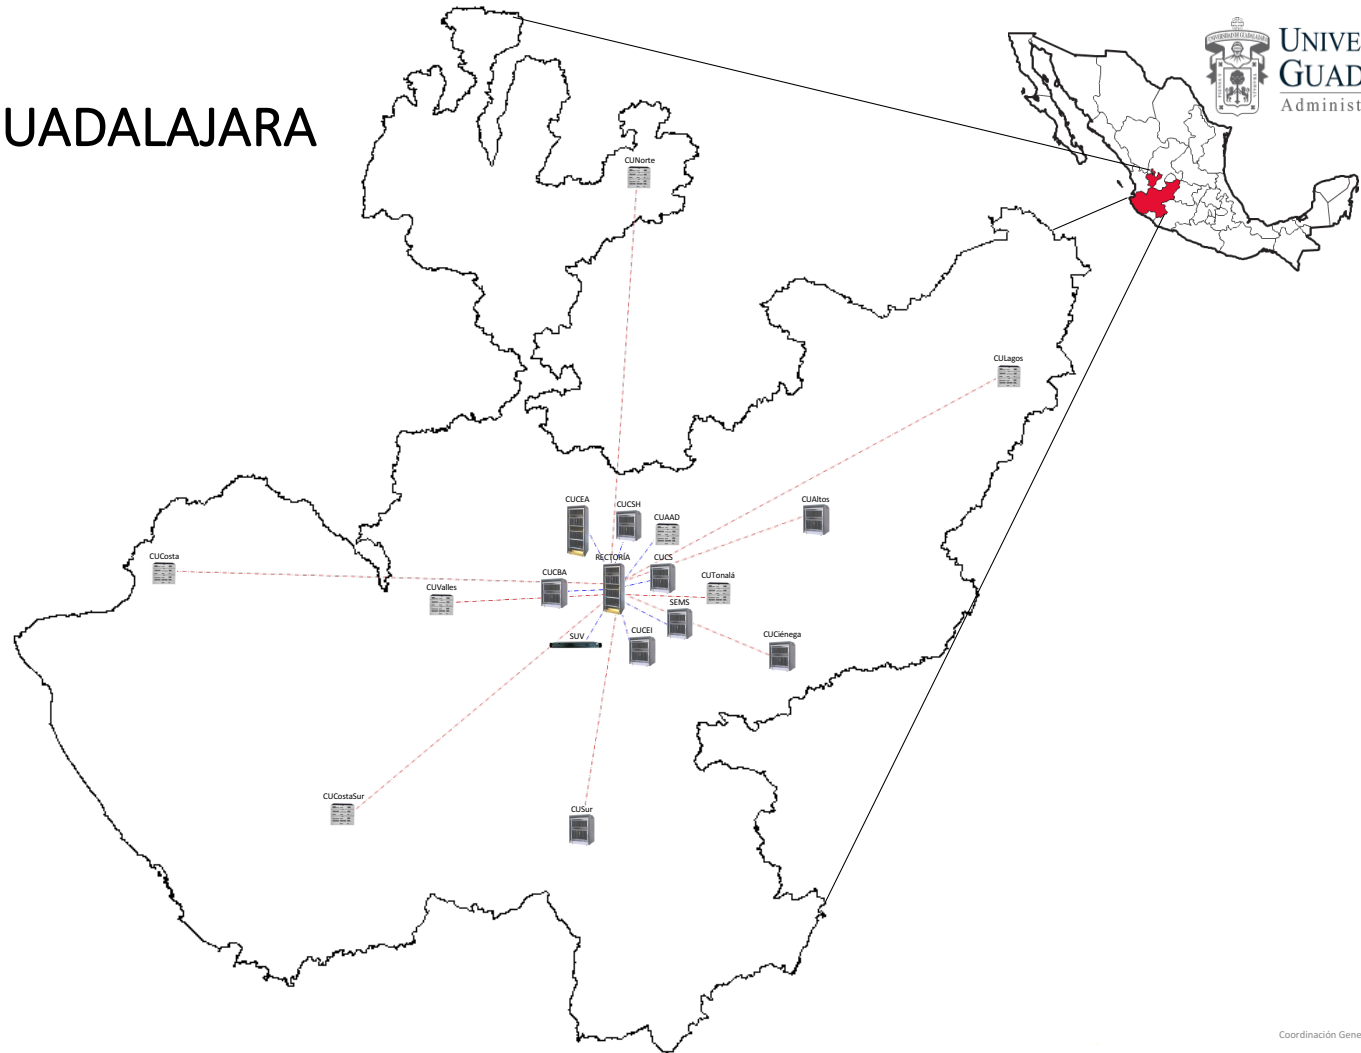 UNIVE
GUAD
Administ
UADALAJARA
CUNorte
CULagos
CUCEA
CUCSH
CUAAD
CUAltos
CUCosta
RECTORÍA
CUCS
CUCBA
CUTonalá
CUValles
SEMS
SUV
CUCEI
CUCiénega
CUCostaSur
CUSur
Coordinación Gene